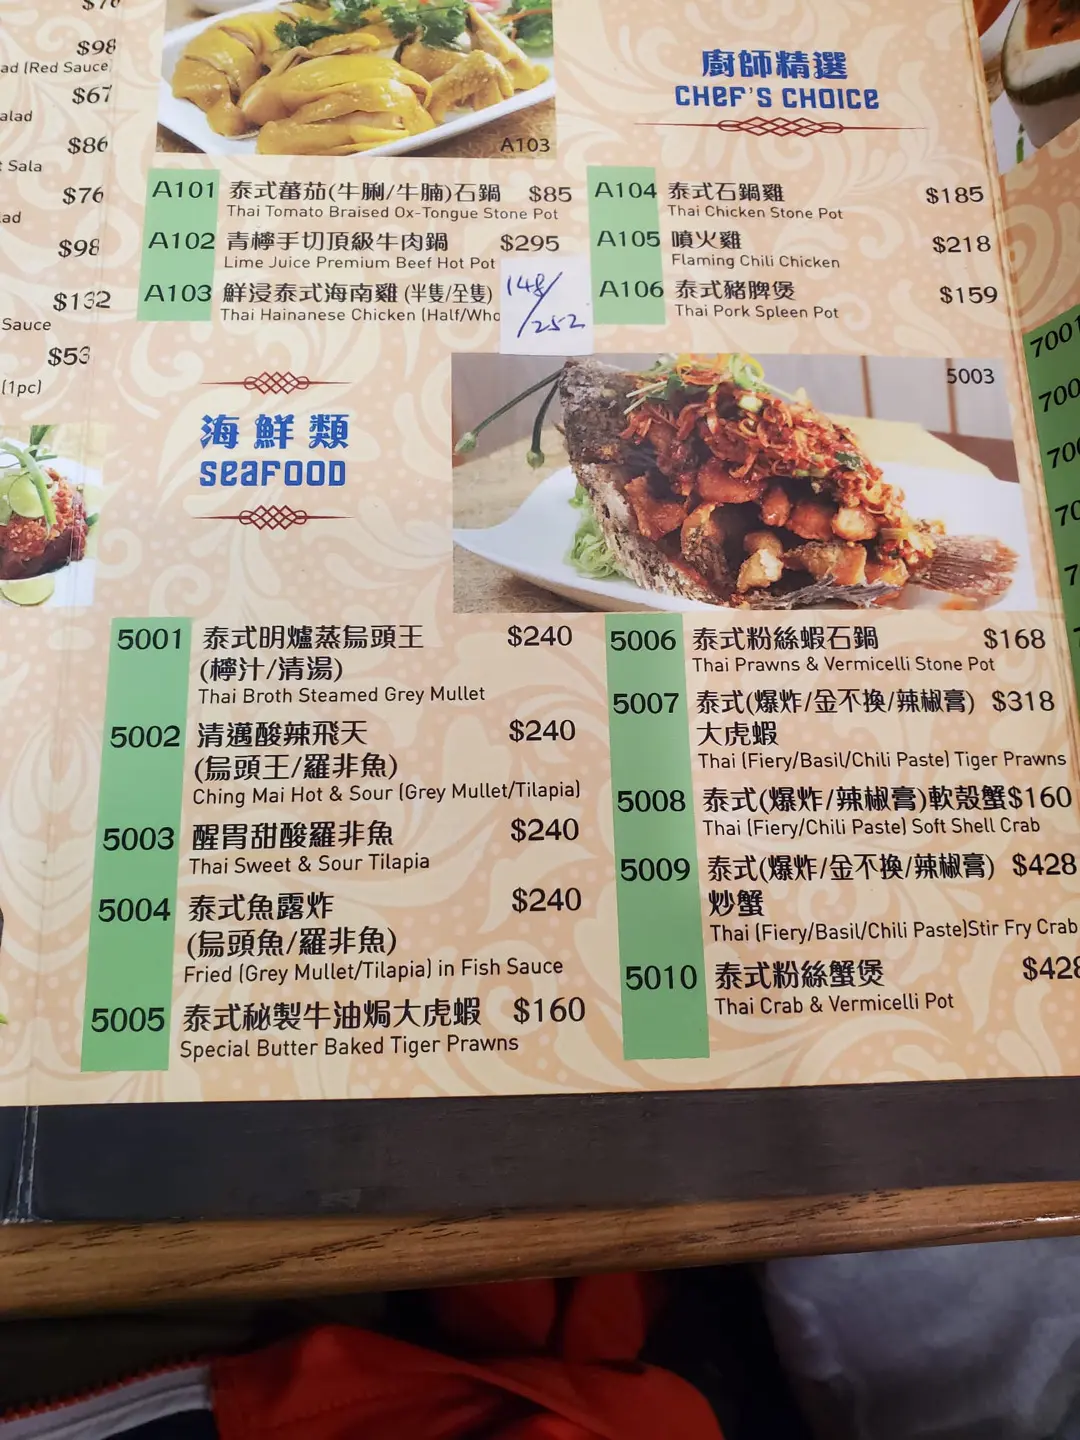 $98
ad (Red Sauce
$67
alad
$86
t Sala
$76
ad
$98
$132
Sauce
$53
(1pc)
A103
廚師精選
CHEF'S CHOICE
A101 泰式蕃茄(牛脷/牛腩)石鍋 $85
Thai Tomato Braised Ox-Tongue Stone Pot
A102 青檸手切頂級牛肉鍋 $295
Lime Juice Premium Beef Hot Pot
A103 鮮浸泰式海南雞 (半隻/全隻) 148/252
Thai Hainanese Chicken (Half/Who
A104 泰式石鍋雞 $185
Thai Chicken Stone Pot
A105 噴火雞 $218
Flaming Chili Chicken
A106 泰式豬脾煲 $159
Thai Pork Spleen Pot
海鮮類
SEAFOOD
5003
5001 泰式明爐蒸烏頭王 $240
(檸汁/清湯)
Thai Broth Steamed Grey Mullet
5002 清邁酸辣飛天 $240
(烏頭王/羅非魚)
Ching Mai Hot & Sour (Grey Mullet/Tilapia)
5003 醒胃甜酸羅非魚 $240
Thai Sweet & Sour Tilapia
5004 泰式魚露炸 $240
(烏頭魚/羅非魚)
Fried (Grey Mullet/Tilapia) in Fish Sauce
5005 泰式秘製牛油焗大虎蝦 $160
Special Butter Baked Tiger Prawns
5006 泰式粉絲蝦石鍋 $168
Thai Prawns & Vermicelli Stone Pot
5007 泰式(爆炸/金不換/辣椒膏) $318
大虎蝦
Thai (Fiery/Basil/Chili Paste) Tiger Prawns
5008 泰式(爆炸/辣椒膏)軟殼蟹$160
Thai (Fiery/Chili Paste) Soft Shell Crab
5009 泰式(爆炸/金不換/辣椒膏) $428
炒蟹
Thai (Fiery/Basil/Chili Paste)Stir Fry Crab
5010 泰式粉絲蟹煲 $428
Thai Crab & Vermicelli Pot
7001
700
700
70
7